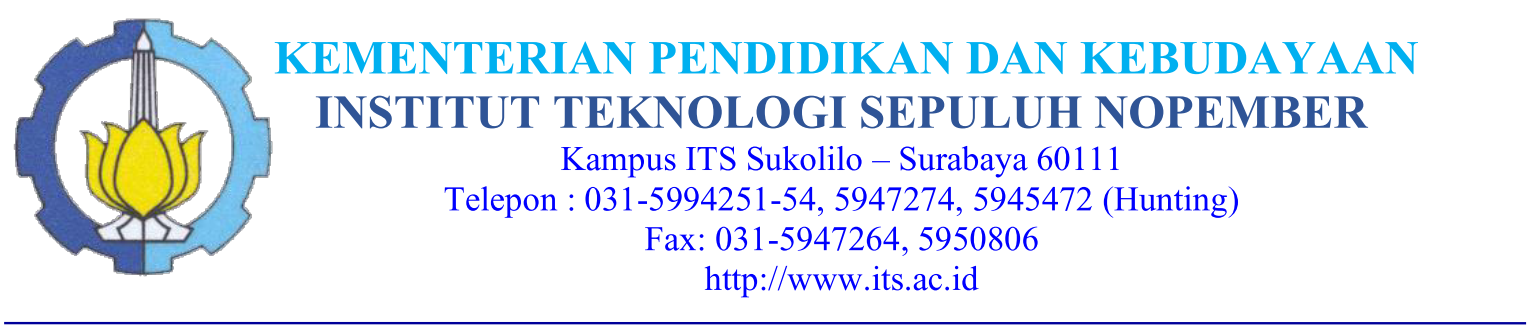 KEMENTERIAN PENDIDIKAN DAN KEBUDAYAAN
INSTITUT TEKNOLOGI SEPULUH NOPEMBER
Kampus ITS Sukolilo – Surabaya 60111
Telepon : 031-5994251-54, 5947274, 5945472 (Hunting)
Fax: 031-5947264, 5950806
http://www.its.ac.id